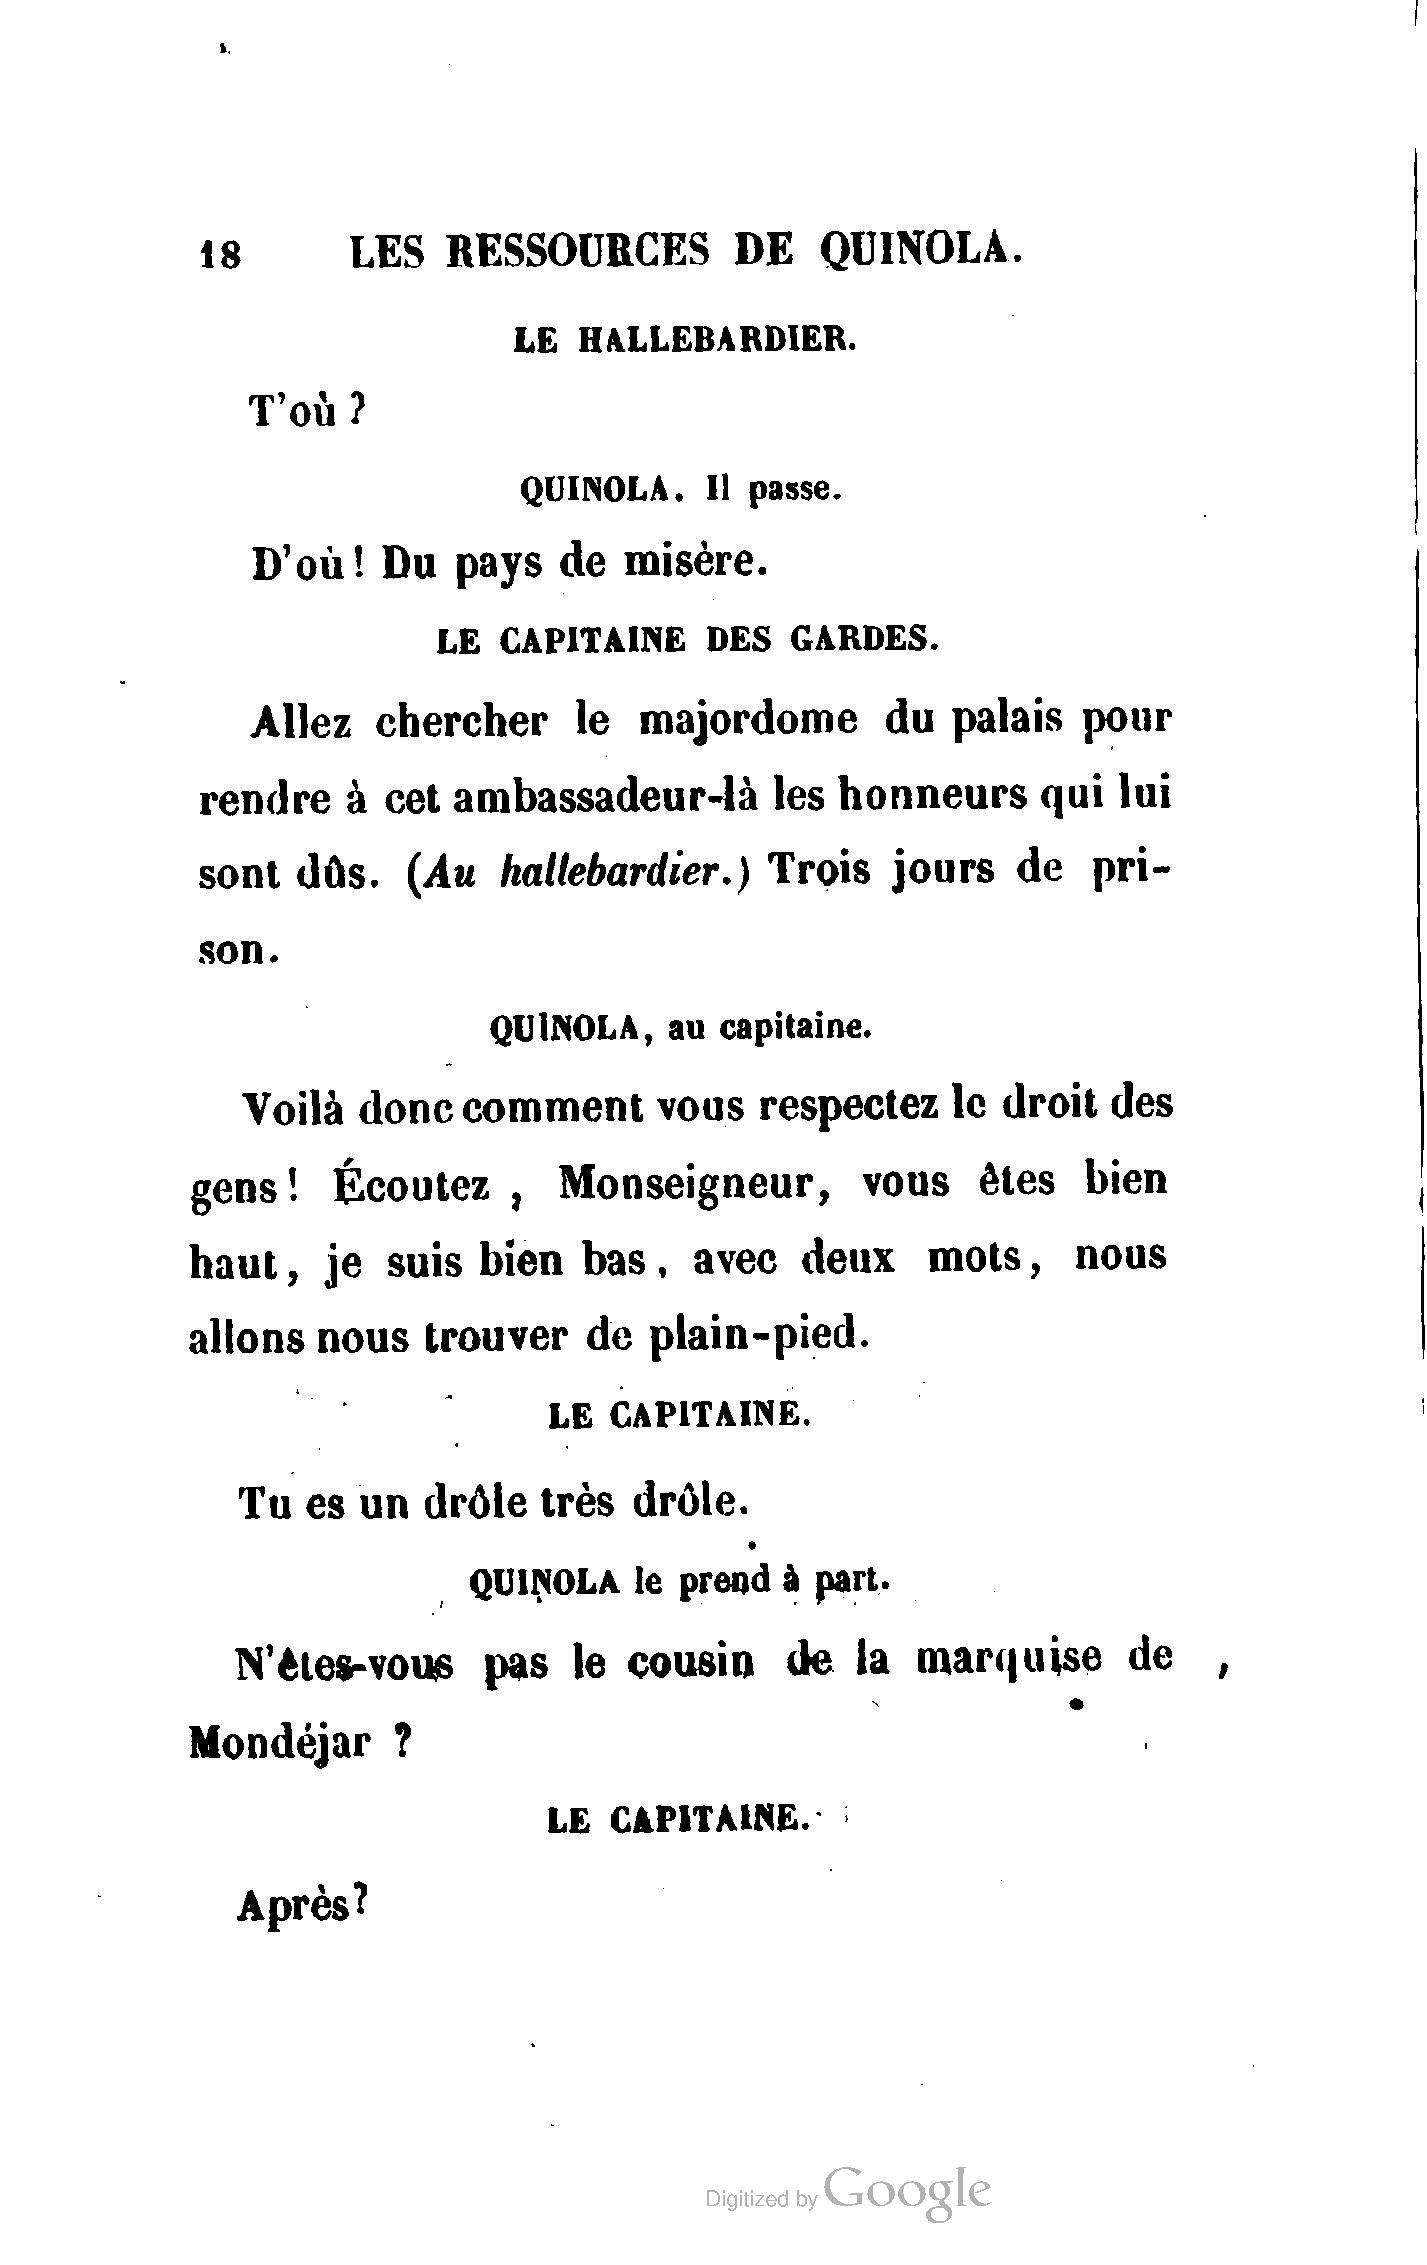 18 LES RESSOURCES DE QUINOLA.
LE HALLEBARDIER.
T'où ?
QUINOLA. Il passe.
D'où ! Du pays de misère.
LE CAPITAINE DES GARDES.
Allez chercher le majordome du palais pour
rendre à cet ambassadeur-là les honneurs qui lui
sont dûs. (Au hallebardier.) Trois jours de pri-
son.
QUINOLA, au capitaine.
Voilà donc comment vous respectez le droit des
gens ! Écoutez , Monseigneur, vous êtes bien
haut, je suis bien bas, avec deux mots, nous
allons nous trouver de plain-pied.
LE CAPITAINE.
Tu es un drôle très drôle.
QUINOLA le prend à part.
N'êtes-vous pas le cousin de la marquise de
Mondéjar ?
LE CAPITAINE.
Après?
Digitized by Google